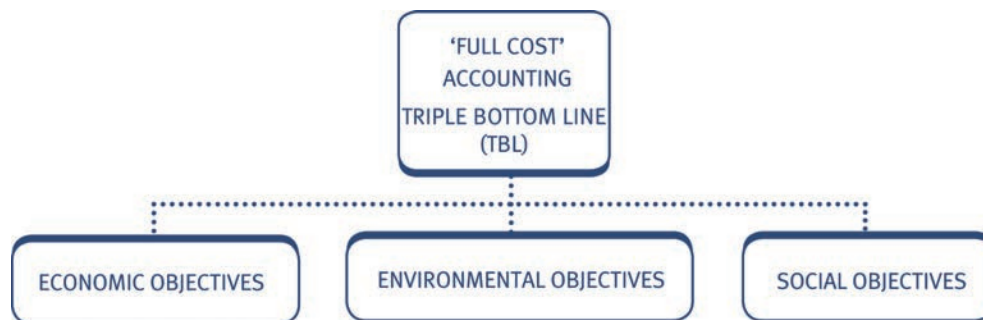 ‘FULL COST’
ACCOUNTING
TRIPLE BOTTOM LINE
(TBL)
ECONOMIC OBJECTIVES
ENVIRONMENTAL OBJECTIVES
SOCIAL OBJECTIVES